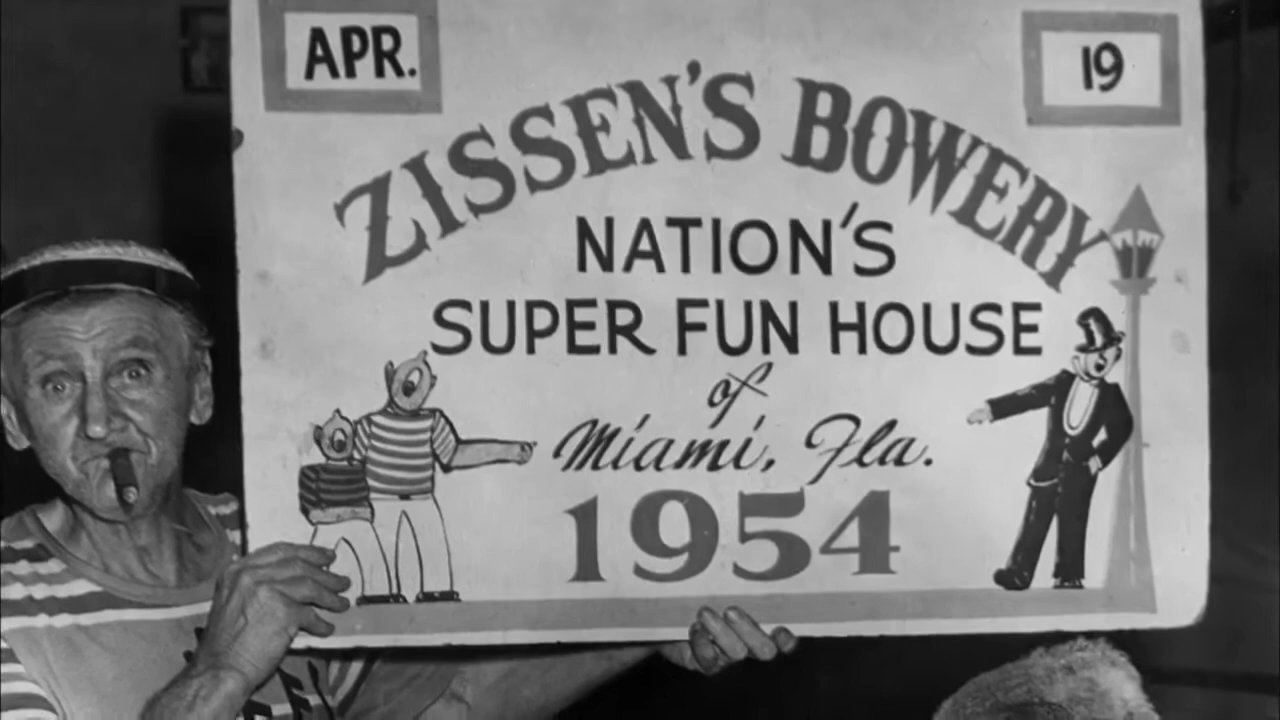 APR.
19
ZISSEN'S BOWERY
NATION'S
SUPER FUN HOUSE
of
Miami, Fla.
1954